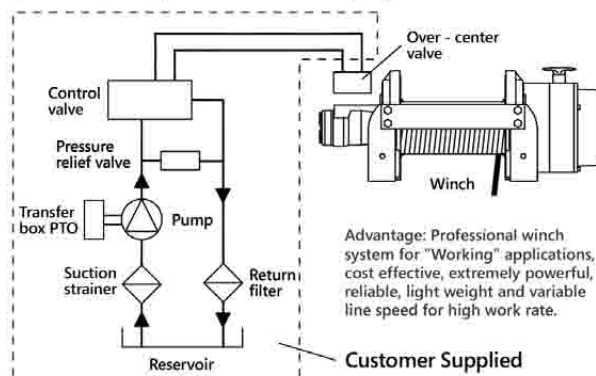 Over - center
valve
Control
valve
Pressure
relief valve
Winch
Transfer
box PTO
Pump
Advantage: Professional winch
system for "Working" applications,
cost effective, extremely powerful,
reliable, light weight and variable
line speed for high work rate.
Suction
strainer
Return
filter
Reservoir
Customer Supplied